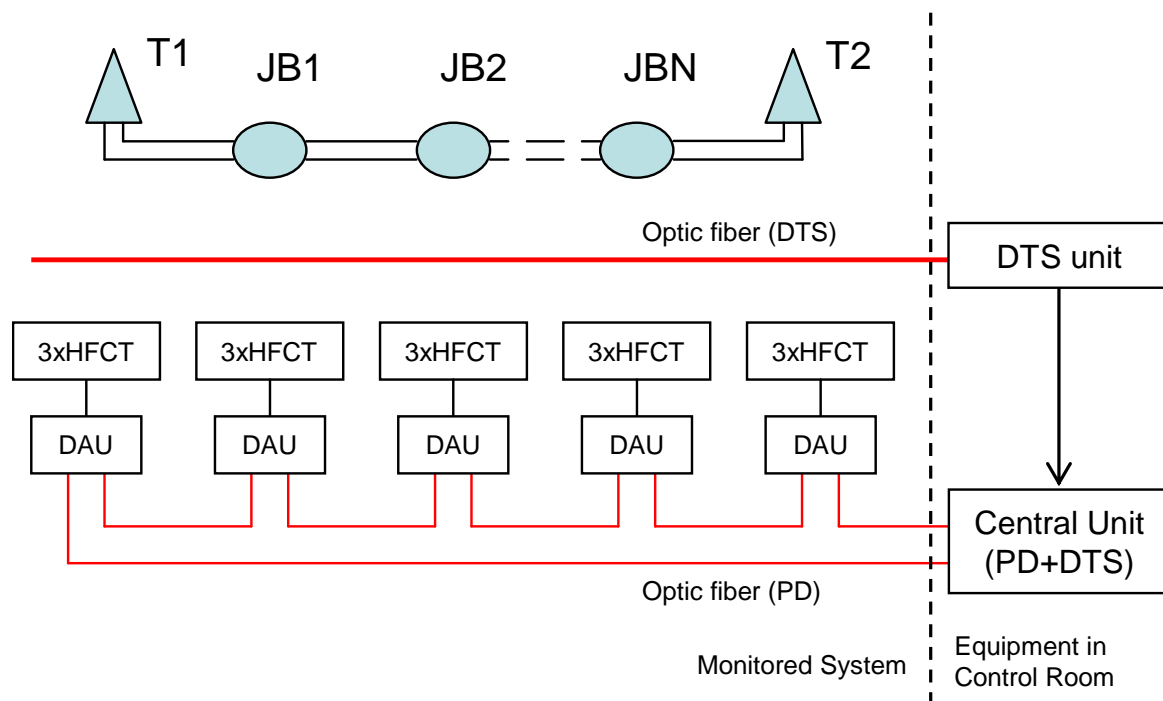 T1
JB1
JB2
JBN
T2
Optic fiber (DTS)
DTS unit
3xHFCT
3xHFCT
3xHFCT
3xHFCT
3xHFCT
DAU
DAU
DAU
DAU
DAU
Central Unit
(PD+DTS)
Optic fiber (PD)
Monitored System
Equipment in
Control Room